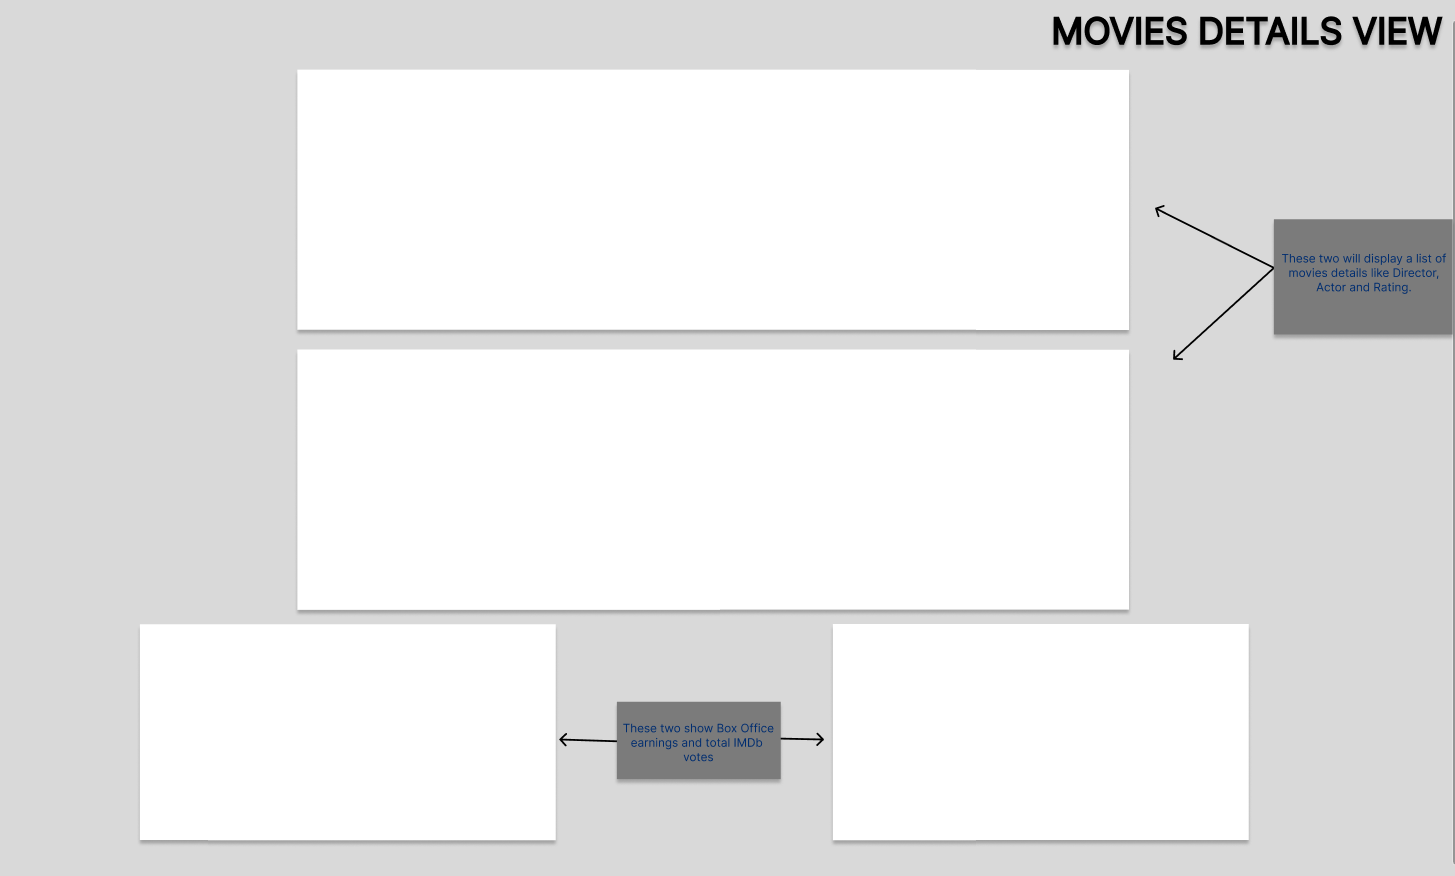 MOVIES DETAILS VIEW
These two will display a list of
movies details like Director,
Actor and Rating.
These two show Box Office
earnings and total IMDb
votes